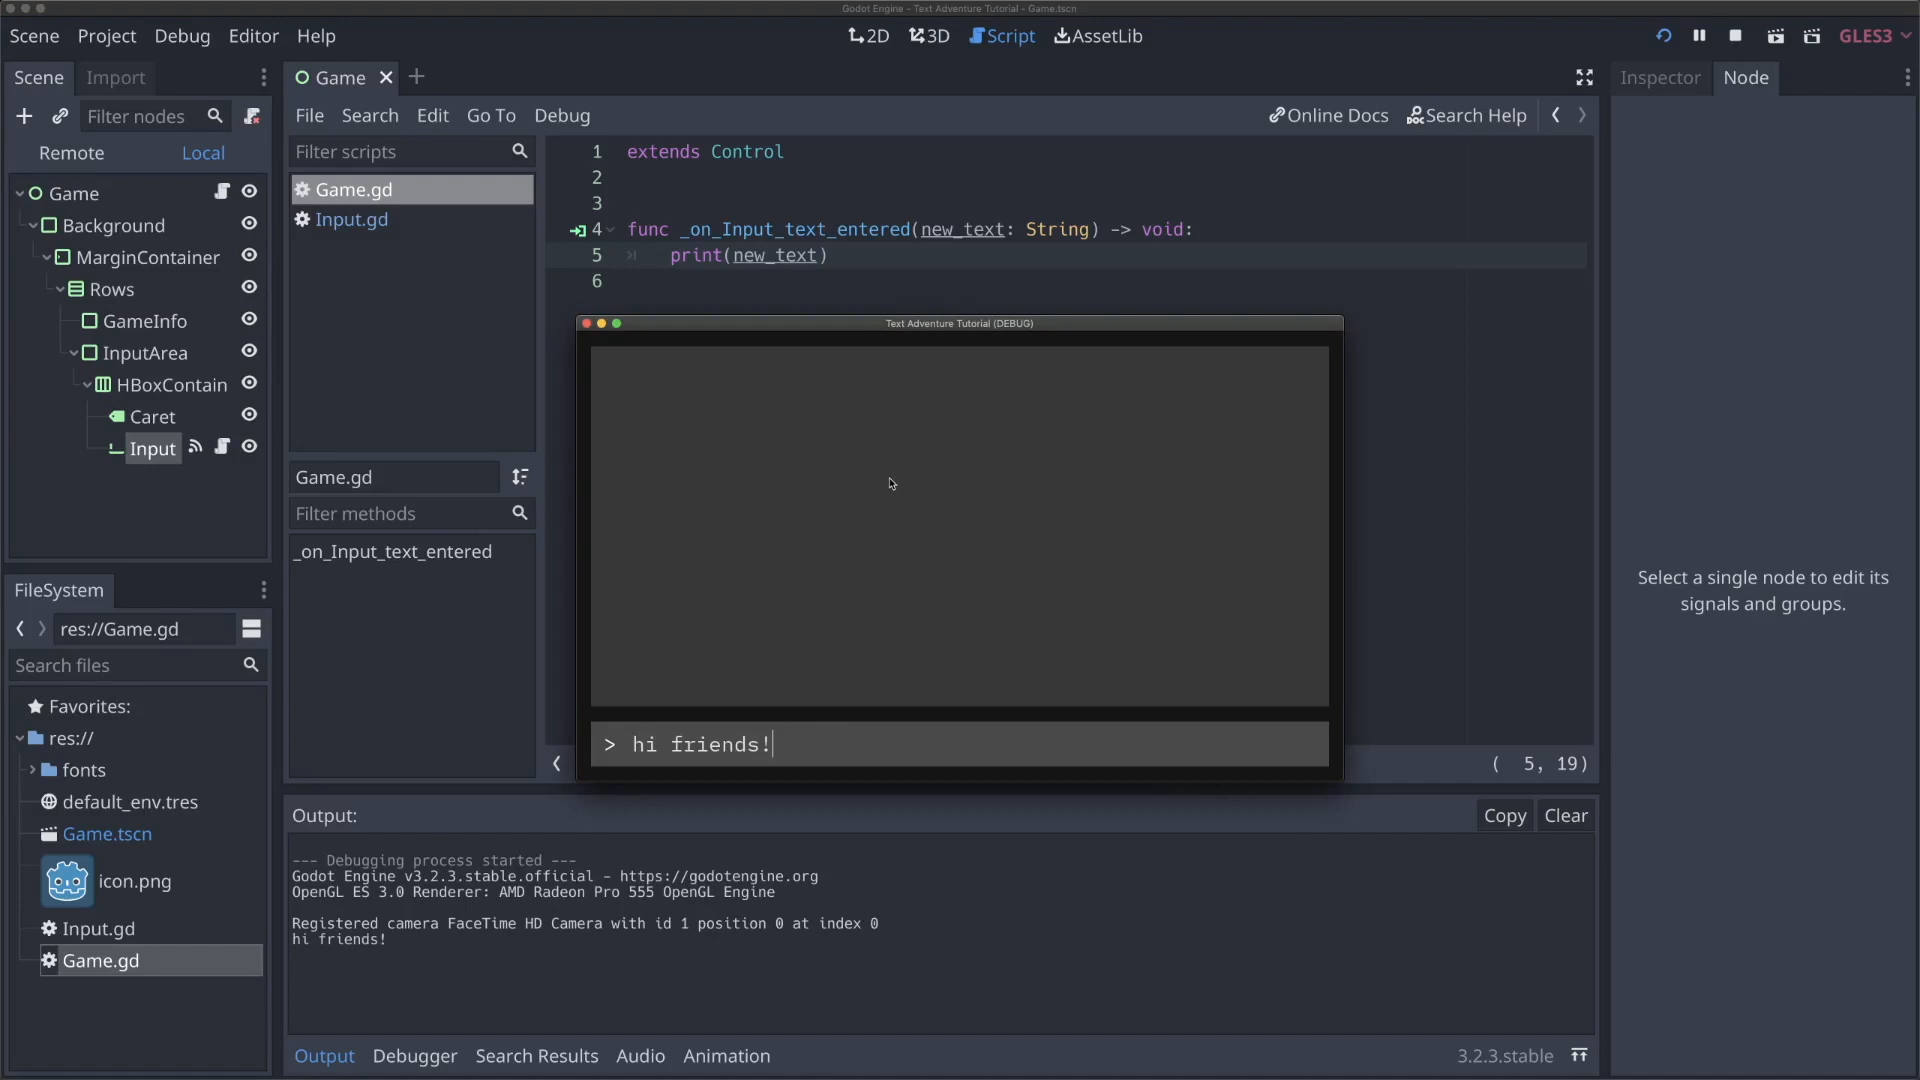 Godot Engine - Text Adventure Tutorial - Game.tscn
Scene Project Debug Editor Help
2D 3D Script AssetLib
GLES3
Scene Import
Filter nodes
Remote Local
Game
Background
MarginContainer
Rows
GameInfo
InputArea
HBoxContain
Caret
Input
FileSystem
res://Game.gd
Search files
Favorites:
res://
fonts
default_env.tres
Game.tscn
icon.png
Input.gd
Game.gd
Game
File Search Edit Go To Debug
Online Docs Search Help
Filter scripts
Game.gd
Input.gd
Game.gd
Filter methods
_on_Input_text_entered
1 extends Control
2
3
4 func _on_Input_text_entered(new_text: String) -> void:
5 print(new_text)
6
Text Adventure Tutorial (DEBUG)
> hi friends!
( 5, 19)
Output:
Copy Clear
--- Debugging process started ---
Godot Engine v3.2.3.stable.official - https://godotengine.org
OpenGL ES 3.0 Renderer: AMD Radeon Pro 555 OpenGL Engine
Registered camera FaceTime HD Camera with id 1 position 0 at index 0
hi friends!
Output Debugger Search Results Audio Animation
3.2.3.stable
Inspector Node
Select a single node to edit its
signals and groups.